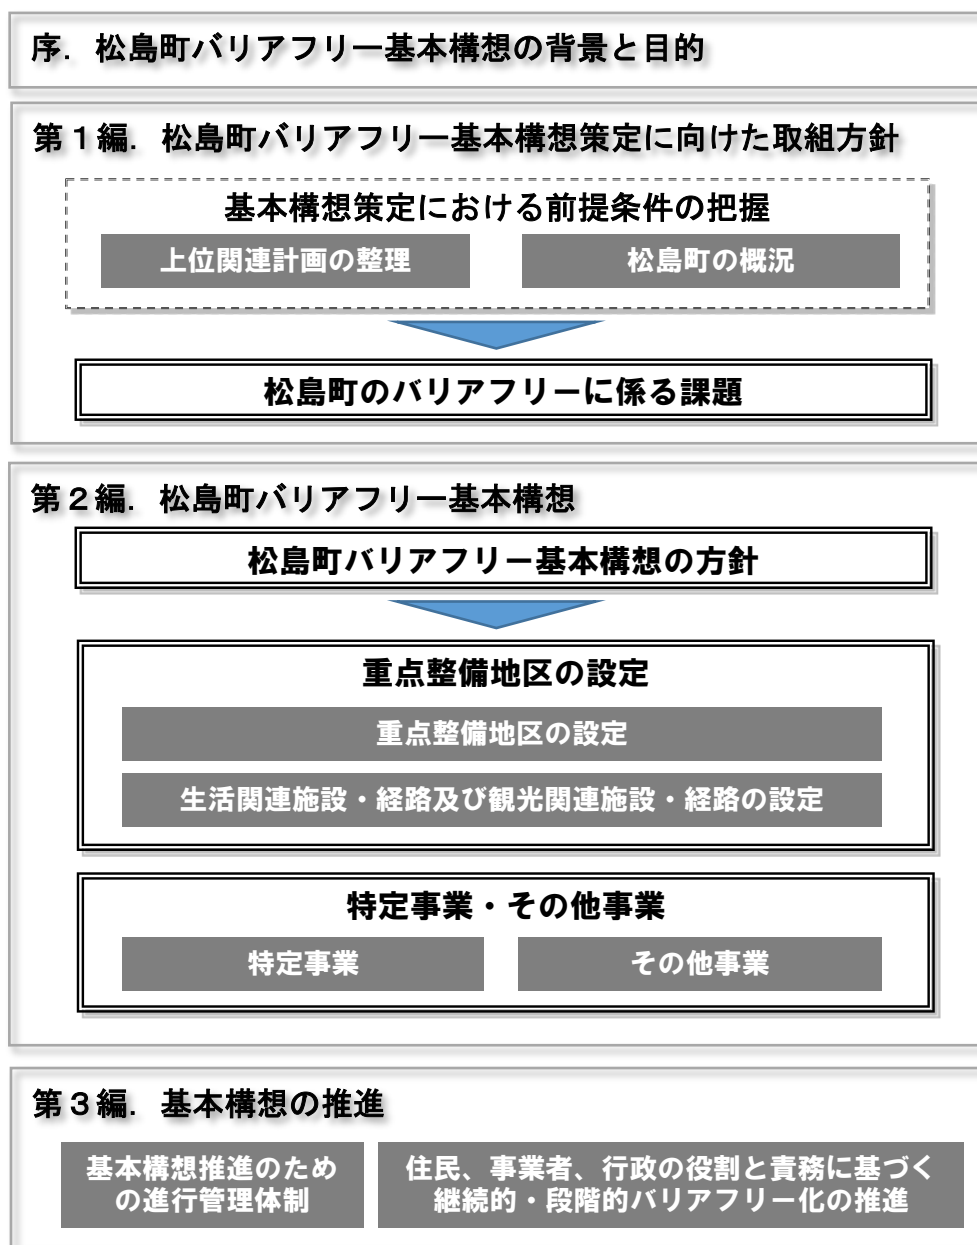 序．松島町バリアフリー基本構想の背景と目的
第１編．松島町バリアフリー基本構想策定に向けた取組方針
基本構想策定における前提条件の把握
上位関連計画の整理
松島町の概況
松島町のバリアフリーに係る課題
第２編．松島町バリアフリー基本構想
松島町バリアフリー基本構想の方針
重点整備地区の設定
重点整備地区の設定
生活関連施設・経路及び観光関連施設・経路の設定
特定事業・その他事業
特定事業
その他事業
第３編．基本構想の推進
基本構想推進のため
の進行管理体制
住民、事業者、行政の役割と責務に基づく
継続的・段階的バリアフリー化の推進